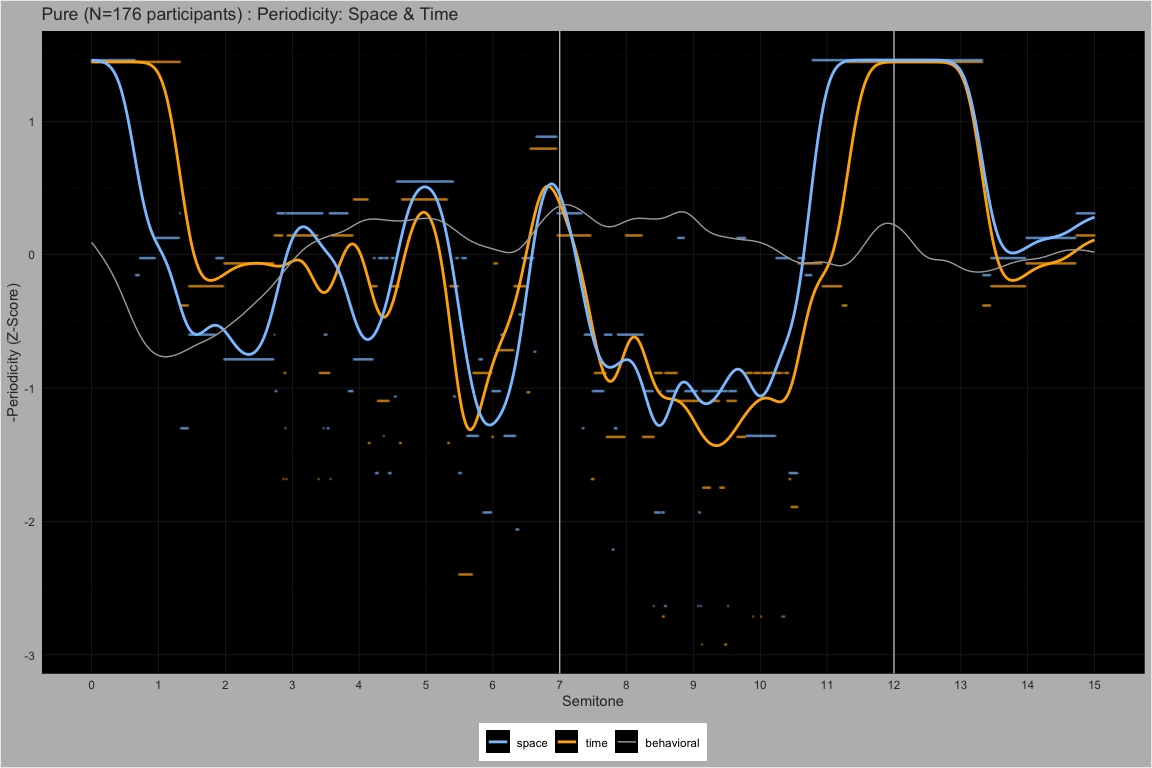 Pure (N=176 participants) : Periodicity: Space & Time
-Periodicity (Z-Score)
1
0
-1
-2
-3
0 1 2 3 4 5 6 7 8 9 10 11 12 13 14 15
Semitone
space time behavioral